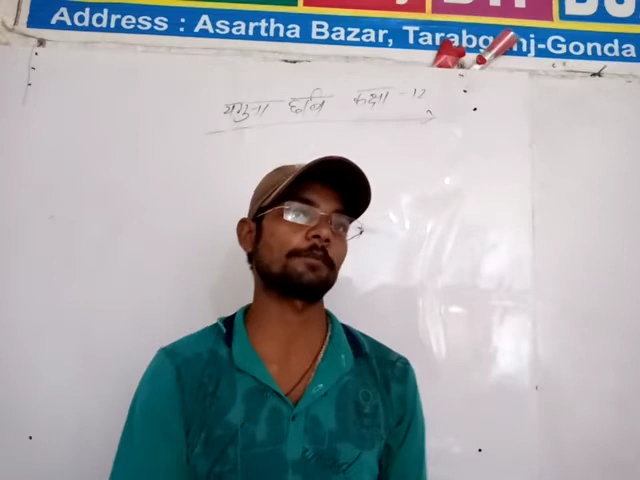 Address : Asartha Bazar, Tarabganj-Gonda
यमुना छवि कक्षा -12